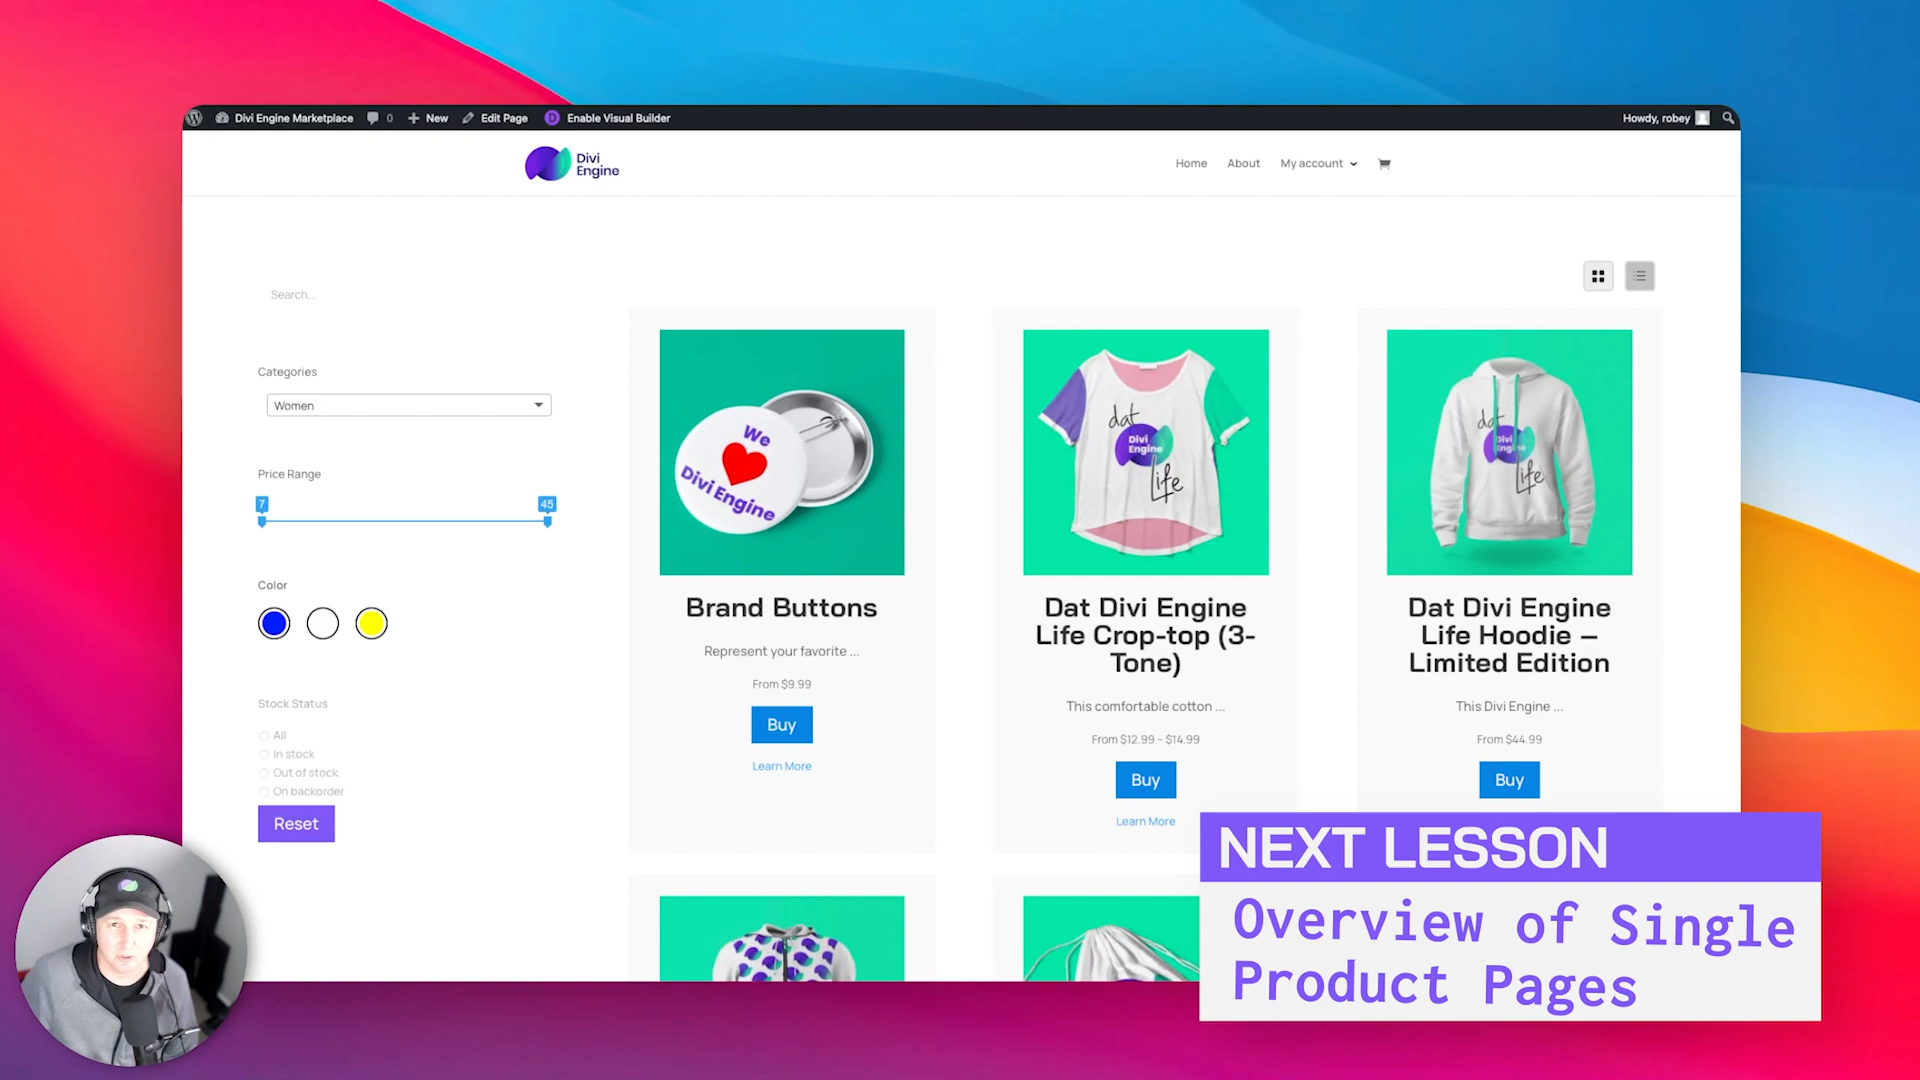 Divi Engine Marketplace 0 New Edit Page Enable Visual Builder Howdy, robey
Divi
Engine
Home About My account
Search...
Categories
Women
Price Range
7 45
Color
Stock Status
All
In stock
Out of stock
On backorder
Reset
We
Divi Engine
Brand Buttons
Represent your favorite ...
From $9.99
Buy
Learn More
dat
Divi
Engine
Life
Dat Divi Engine
Life Crop-top (3-
Tone)
This comfortable cotton ...
From $12.99 – $14.99
Buy
Learn More
dat
Divi
Engine
Life
Dat Divi Engine
Life Hoodie –
Limited Edition
This Divi Engine ...
From $44.99
Buy
NEXT LESSON
Overview of Single
Product Pages